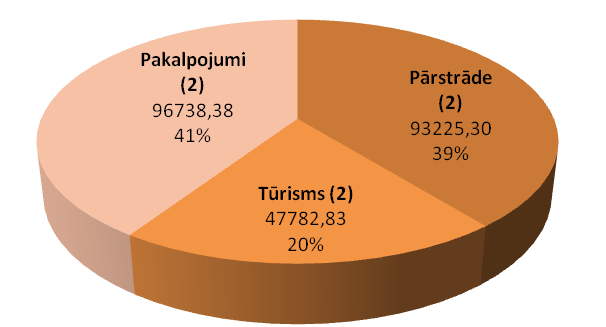 Pakalpojumi
(2)
96738,38
41%
Pārstrāde
(2)
93225,30
39%
Tūrisms (2)
47782,83
20%